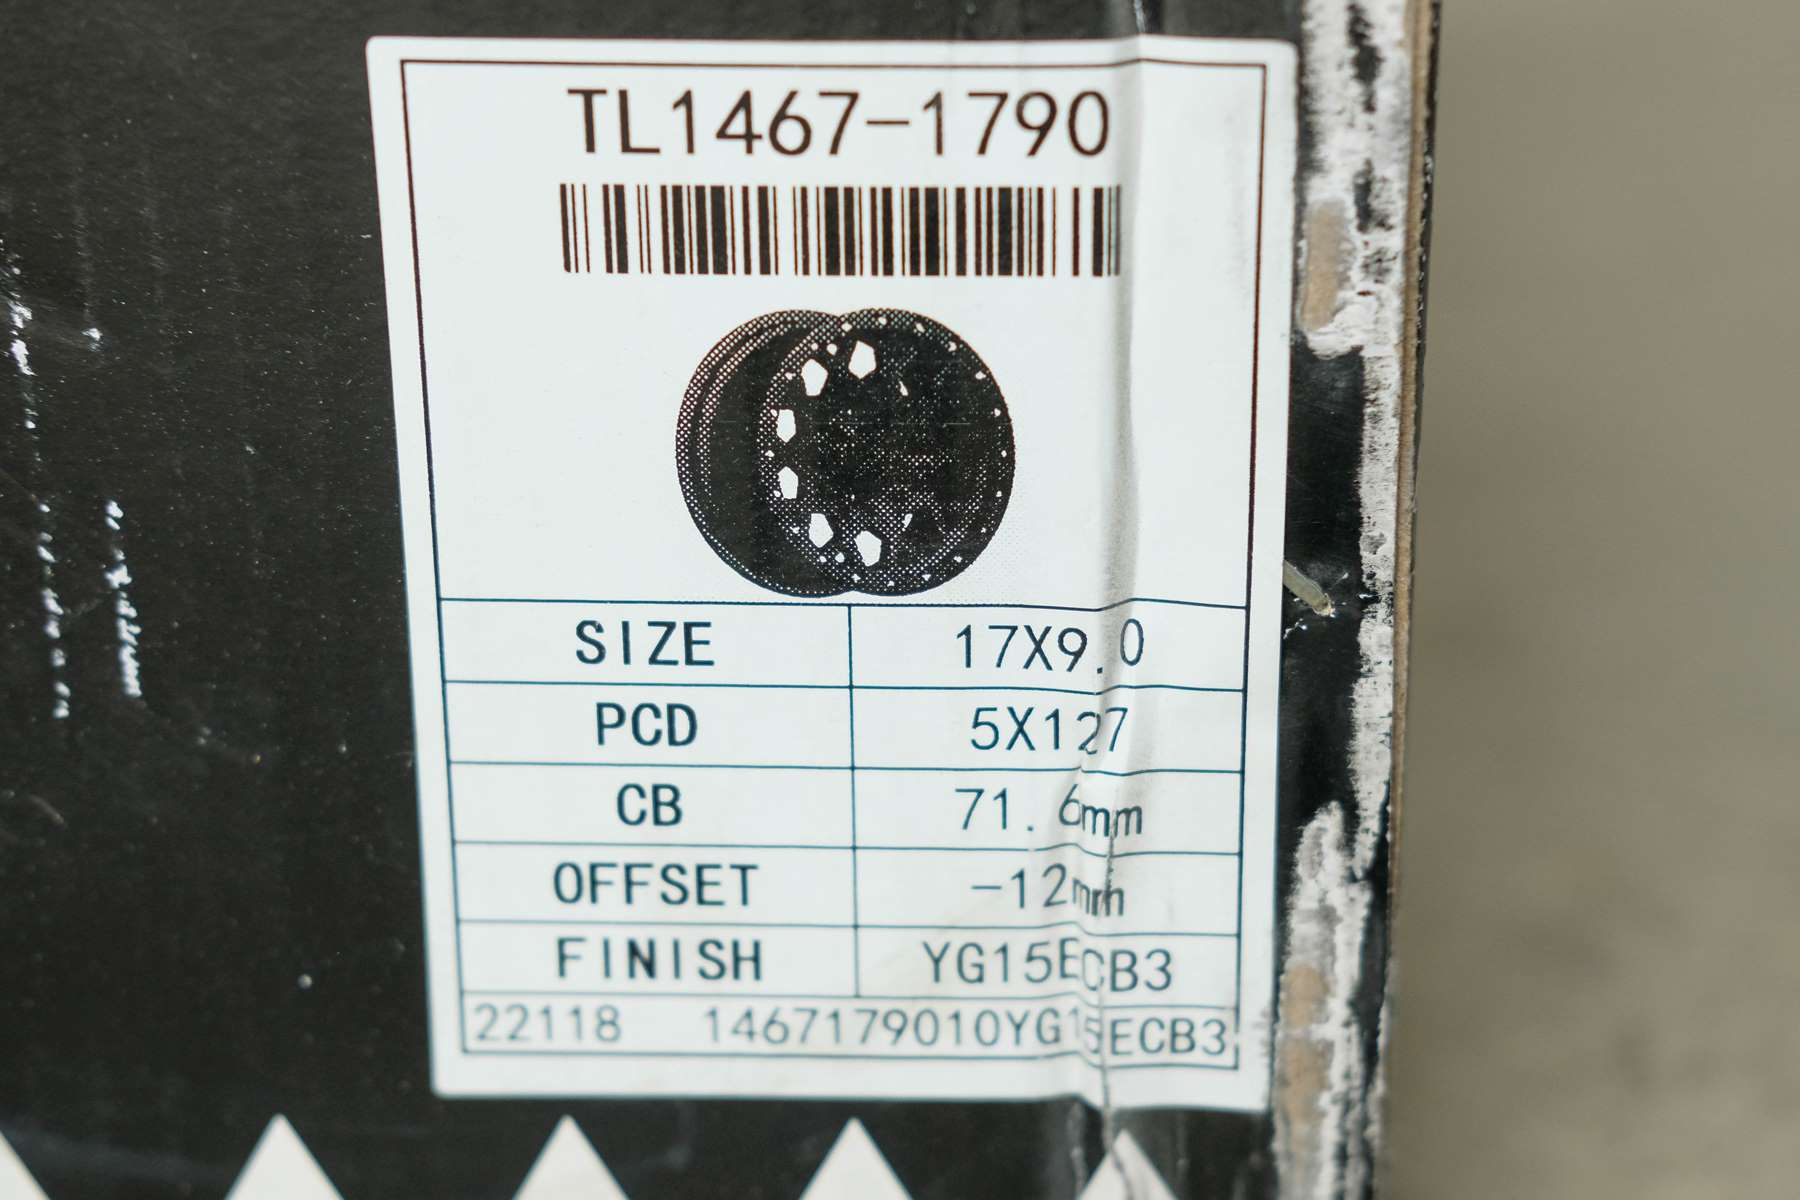 TL1467-1790
SIZE 17X9.0
PCD 5X127
CB 71.6mm
OFFSET -12mm
FINISH YG15ECB3
22118 1467179010YG15ECB3